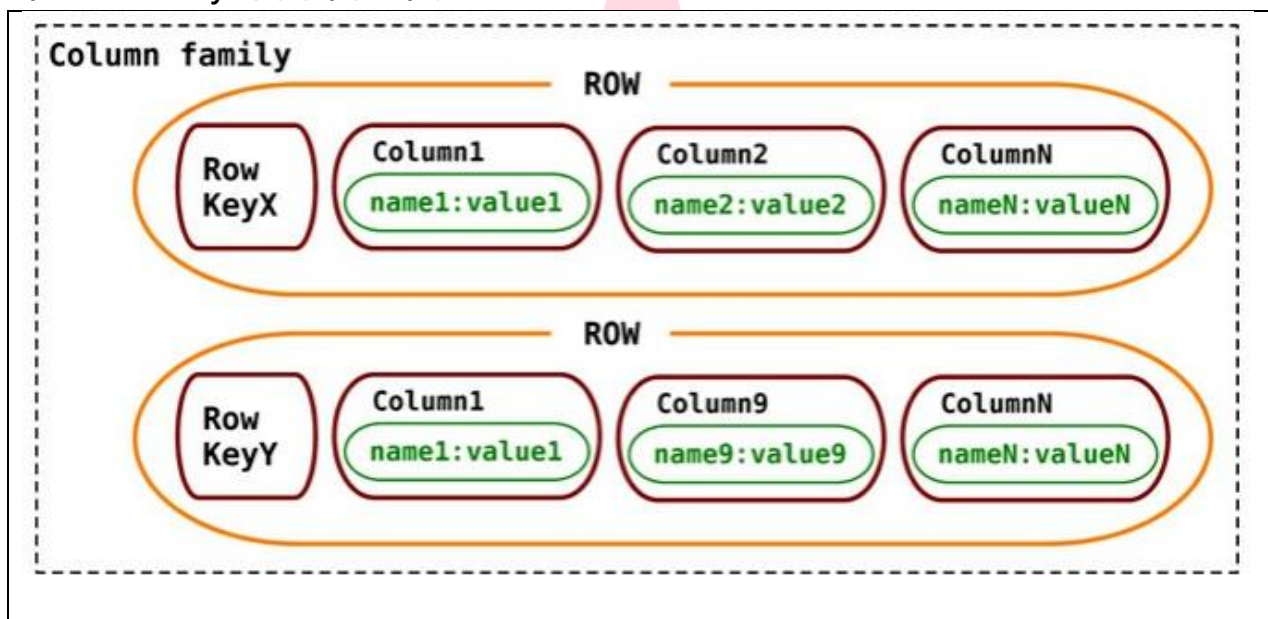 Column family
ROW
Row
KeyX
Column1
name1:value1
Column2
name2:value2
ColumnN
nameN:valueN
ROW
Row
KeyY
Column1
name1:value1
Column9
name9:value9
ColumnN
nameN:valueN